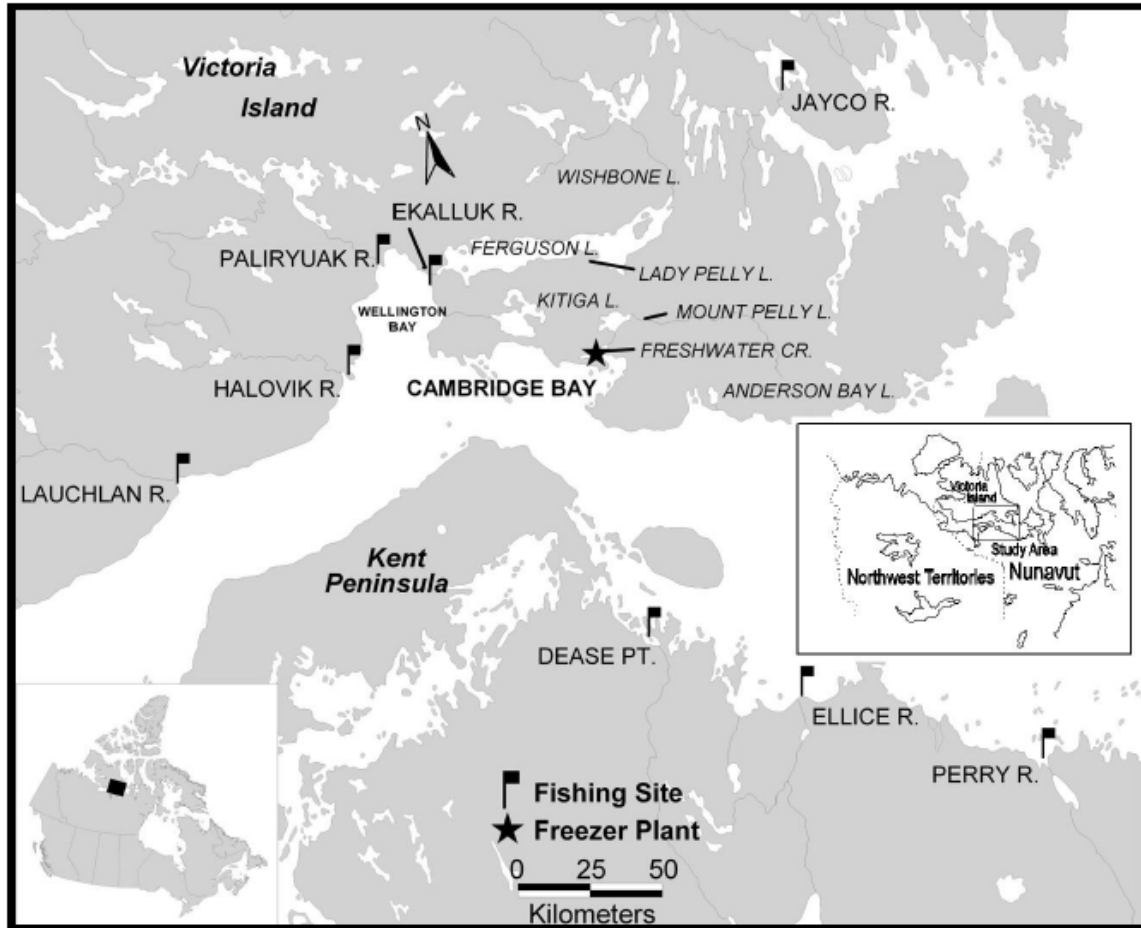 Victoria
Island
JAYCO R.
N
WISHBONE L.
EKALLUK R.
PALIRYUAK R.
FERGUSON L.
LADY PELLY L.
KITIGA L.
MOUNT PELLY L.
WELLINGTON
BAY
FRESHWATER CR.
HALOVIK R.
CAMBRIDGE BAY
ANDERSON BAY L.
LAUCHLAN R.
Victoria
Island
Study Area
Northwest Territories
Nunavut
Kent
Peninsula
DEASE PT.
ELLICE R.
PERRY R.
Fishing Site
Freezer Plant
0 25 50
Kilometers